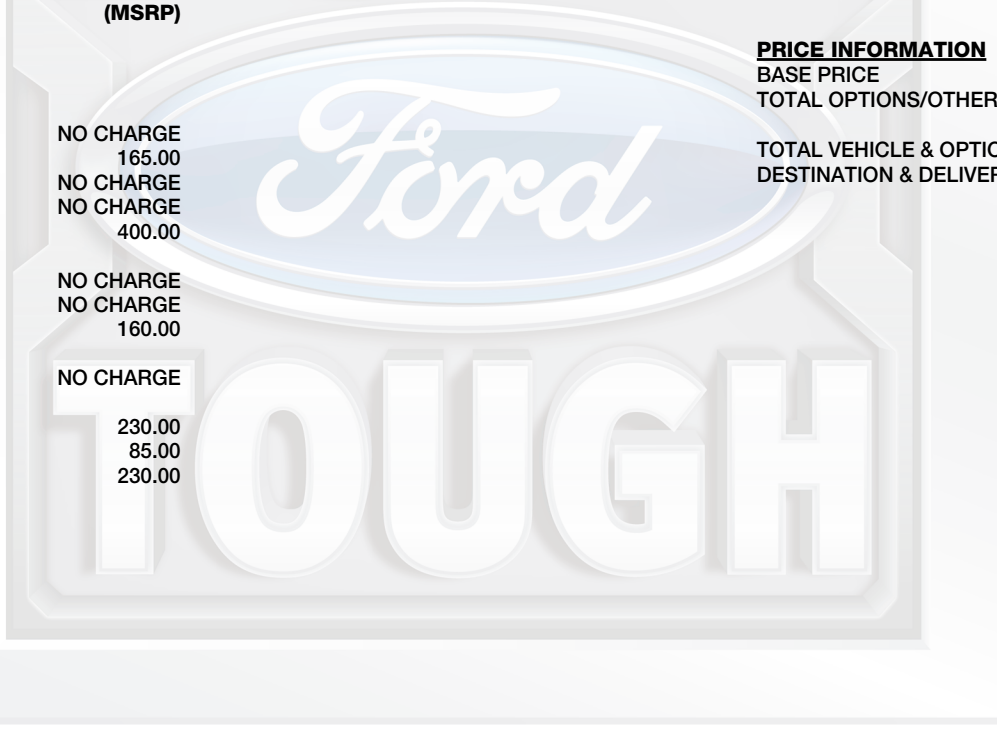 (MSRP)
NO CHARGE
165.00
NO CHARGE
NO CHARGE
400.00
NO CHARGE
NO CHARGE
160.00
NO CHARGE
230.00
85.00
230.00
PRICE INFORMATION
BASE PRICE
TOTAL OPTIONS/OTHER
TOTAL VEHICLE & OPTIO
DESTINATION & DELIVER
Ford
TOUGH